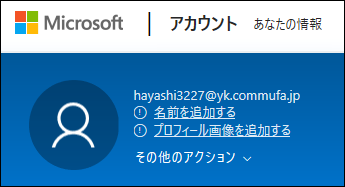 Microsoft | アカウント あなたの情報
hayashi3227@yk.commufa.jp
名前を追加する
プロフィール画像を追加する
その他のアクション